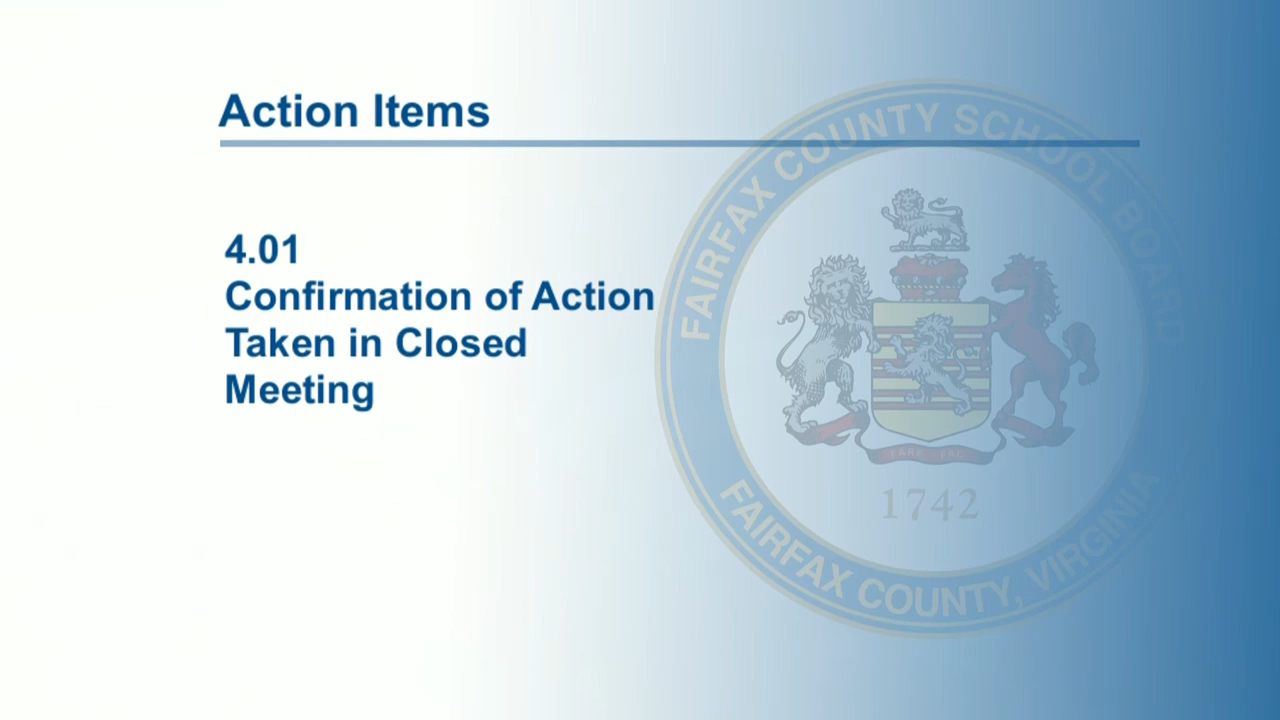 Action Items
4.01
Confirmation of Action
Taken in Closed
Meeting
FAIRFAX COUNTY SCHOOL BOARD
FARE FAC
1742
FAIRFAX COUNTY, VIRGINIA